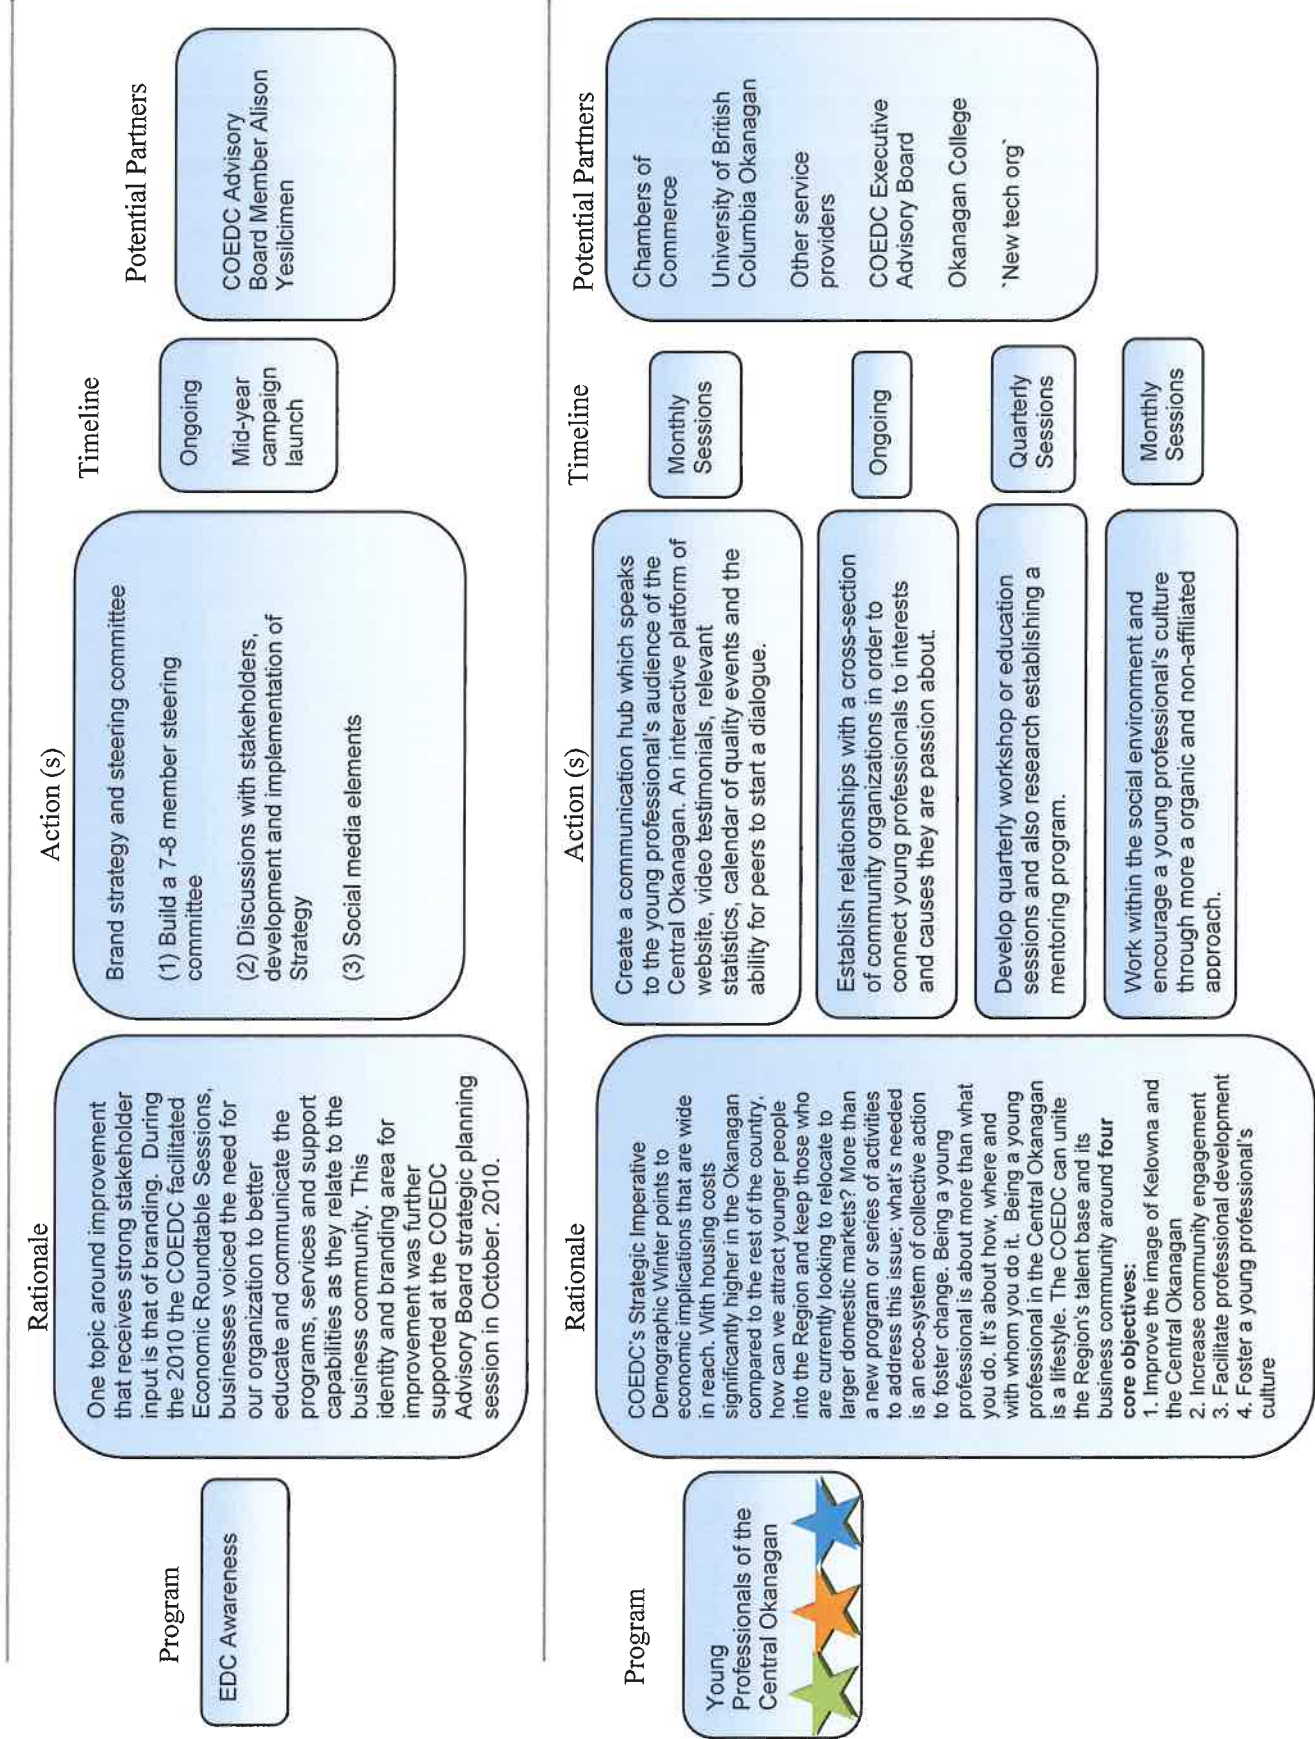 Program
EDC Awareness
Rationale
One topic around improvement
that receives strong stakeholder
input is that of branding. During
the 2010 the COEDC facilitated
Economic Roundtable Sessions,
businesses voiced the need for
our organization to better
educate and communicate the
programs, services and support
capabilities as they relate to the
business community. This
identity and branding area for
improvement was further
supported at the COEDC
Advisory Board strategic planning
session in October. 2010.
Action (s)
Brand strategy and steering committee
(1) Build a 7-8 member steering
committee
(2) Discussions with stakeholders,
development and implementation of
Strategy
(3) Social media elements
Timeline
Ongoing
Mid-year
campaign
launch
Potential Partners
COEDC Advisory
Board Member Alison
Yesilcimen
Program
Young
Professionals of the
Central Okanagan
Rationale
COEDC's Strategic Imperative
Demographic Winter points to
economic implications that are wide
in reach. With housing costs
significantly higher in the Okanagan
compared to the rest of the country,
how can we attract younger people
into the Region and keep those who
are currently looking to relocate to
larger domestic markets? More than
a new program or series of activities
to address this issue; what's needed
is an eco-system of collective action
to foster change. Being a young
professional is about more than what
you do. It's about how, where and
with whom you do it. Being a young
professional in the Central Okanagan
is a lifestyle. The COEDC can unite
the Region's talent base and its
business community around four
core objectives:
1. Improve the image of Kelowna and
the Central Okanagan
2. Increase community engagement
3. Facilitate professional development
4. Foster a young professional's
culture
Action (s)
Create a communication hub which speaks
to the young professional's audience of the
Central Okanagan. An interactive platform of
website, video testimonials, relevant
statistics, calendar of quality events and the
ability for peers to start a dialogue.
Establish relationships with a cross-section
of community organizations in order to
connect young professionals to interests
and causes they are passion about.
Develop quarterly workshop or education
sessions and also research establishing a
mentoring program.
Work within the social environment and
encourage a young professional's culture
through more a organic and non-affiliated
approach.
Timeline
Monthly
Sessions
Ongoing
Quarterly
Sessions
Monthly
Sessions
Potential Partners
Chambers of
Commerce
University of British
Columbia Okanagan
Other service
providers
COEDC Executive
Advisory Board
Okanagan College
`New tech org`